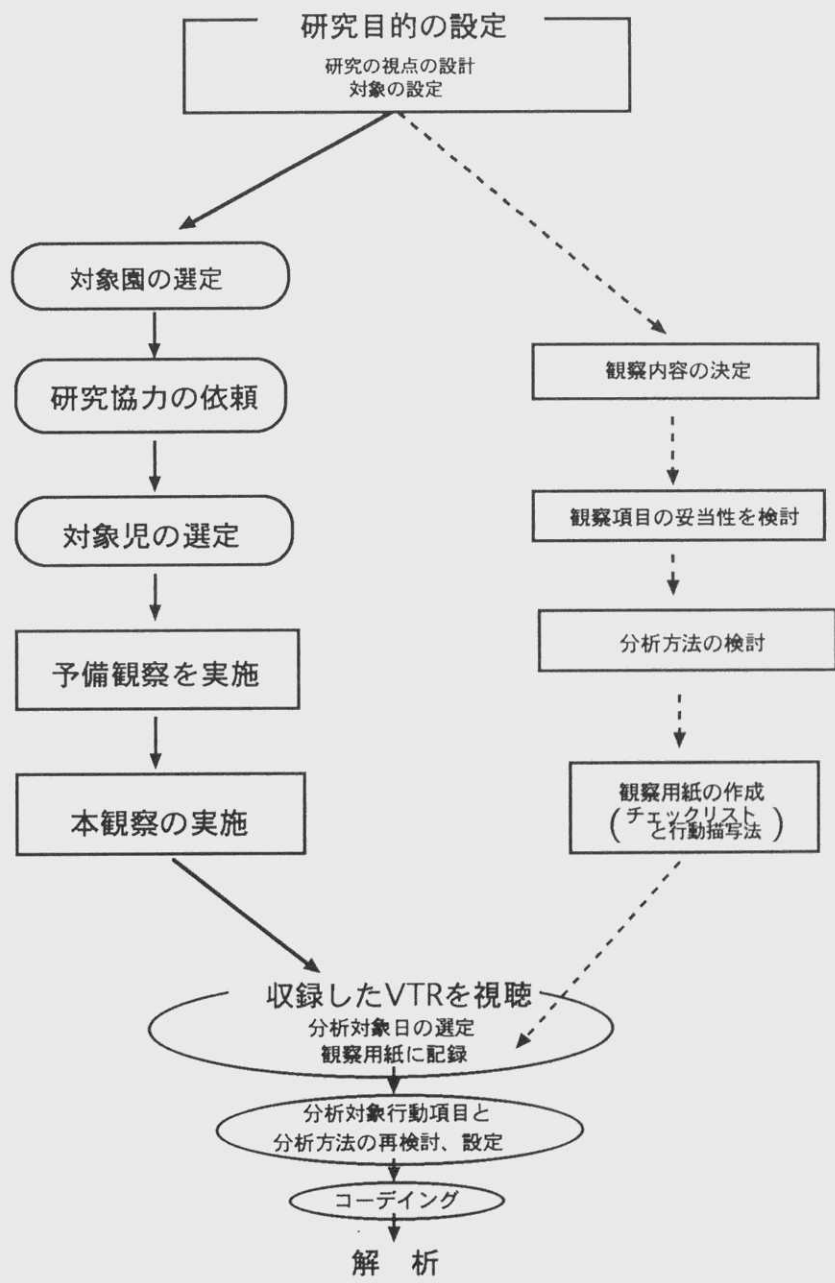 研究目的の設定
研究の視点の設計
対象の設定
対象園の選定
研究協力の依頼
対象児の選定
予備観察を実施
本観察の実施
観察内容の決定
観察項目の妥当性を検討
分析方法の検討
観察用紙の作成
(チェックリスト
と行動描写法)
収録したVTRを視聴
分析対象日の選定
観察用紙に記録
分析対象行動項目と
分析方法の再検討、設定
コーデイング
解 析